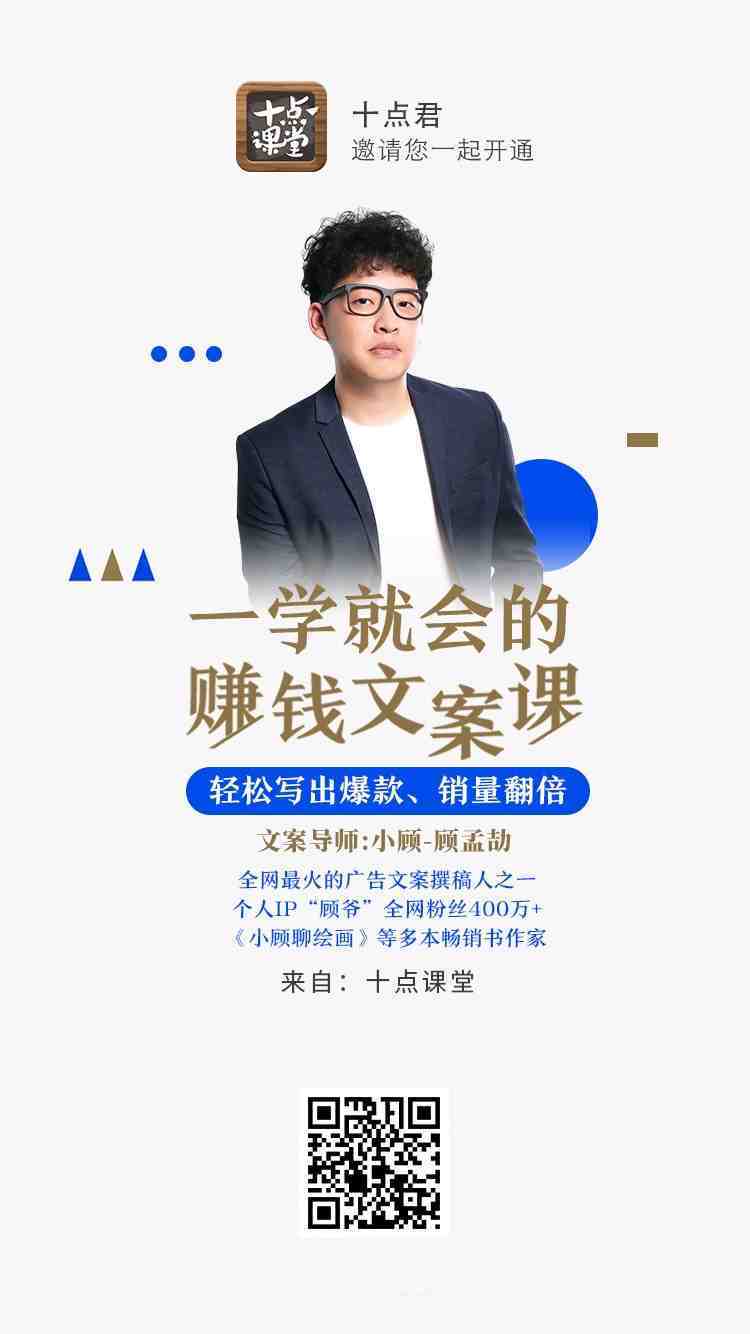 十点
课堂
十点君
邀请您一起开通
一学就会的
赚钱文案课
轻松写出爆款、销量翻倍
文案导师:小顾-顾孟劼
全网最火的广告文案撰稿人之一
个人IP“顾爷”全网粉丝400万+
《小顾聊绘画》等多本畅销书作家
来自：十点课堂